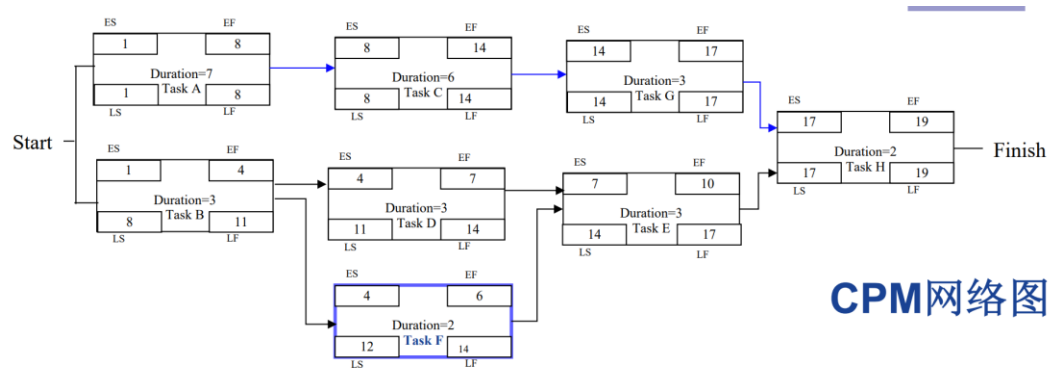 ES EF
1 8
Duration=7
Task A
1 8
LS LF
ES EF
8 14
Duration=6
Task C
8 14
LS LF
ES EF
14 17
Duration=3
Task G
14 17
LS LF
ES EF
17 19
Duration=2
Task H
17 19
LS LF
Start
Finish
ES EF
1 4
Duration=3
Task B
8 11
LS LF
ES EF
4 7
Duration=3
Task D
11 14
LS LF
ES EF
7 10
Duration=3
Task E
14 17
LS LF
ES EF
4 6
Duration=2
Task F
12 14
LS LF
CPM网络图